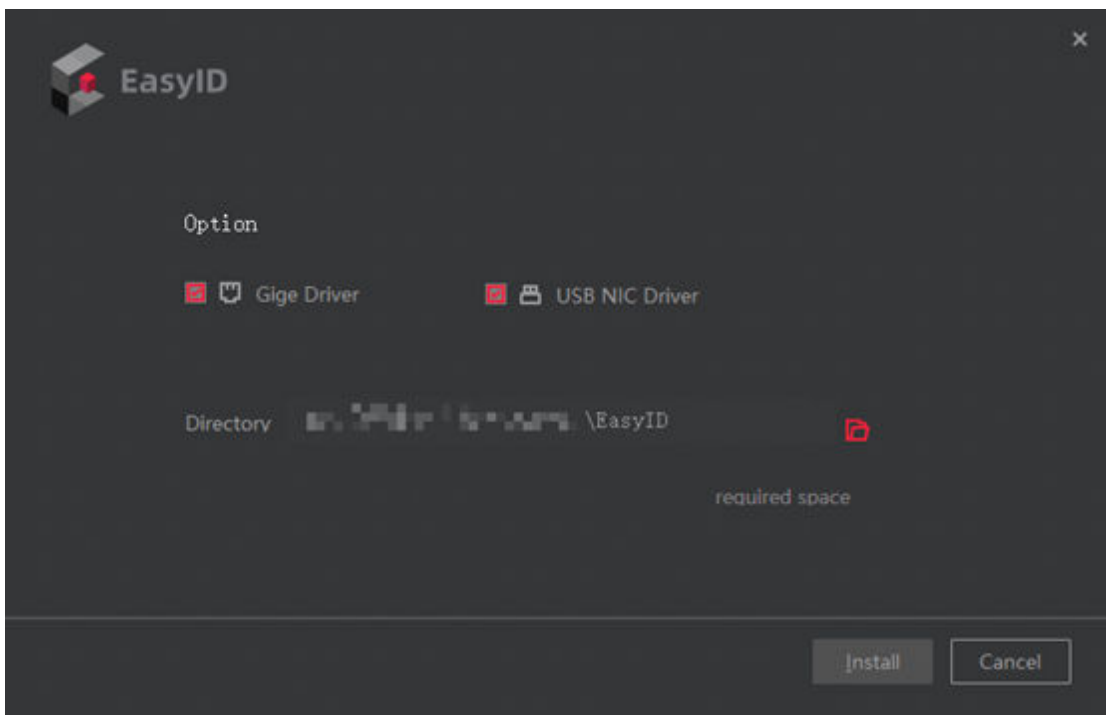 EasyID
Option
Gige Driver
USB NIC Driver
Directory \EasyID
required space
Install
Cancel